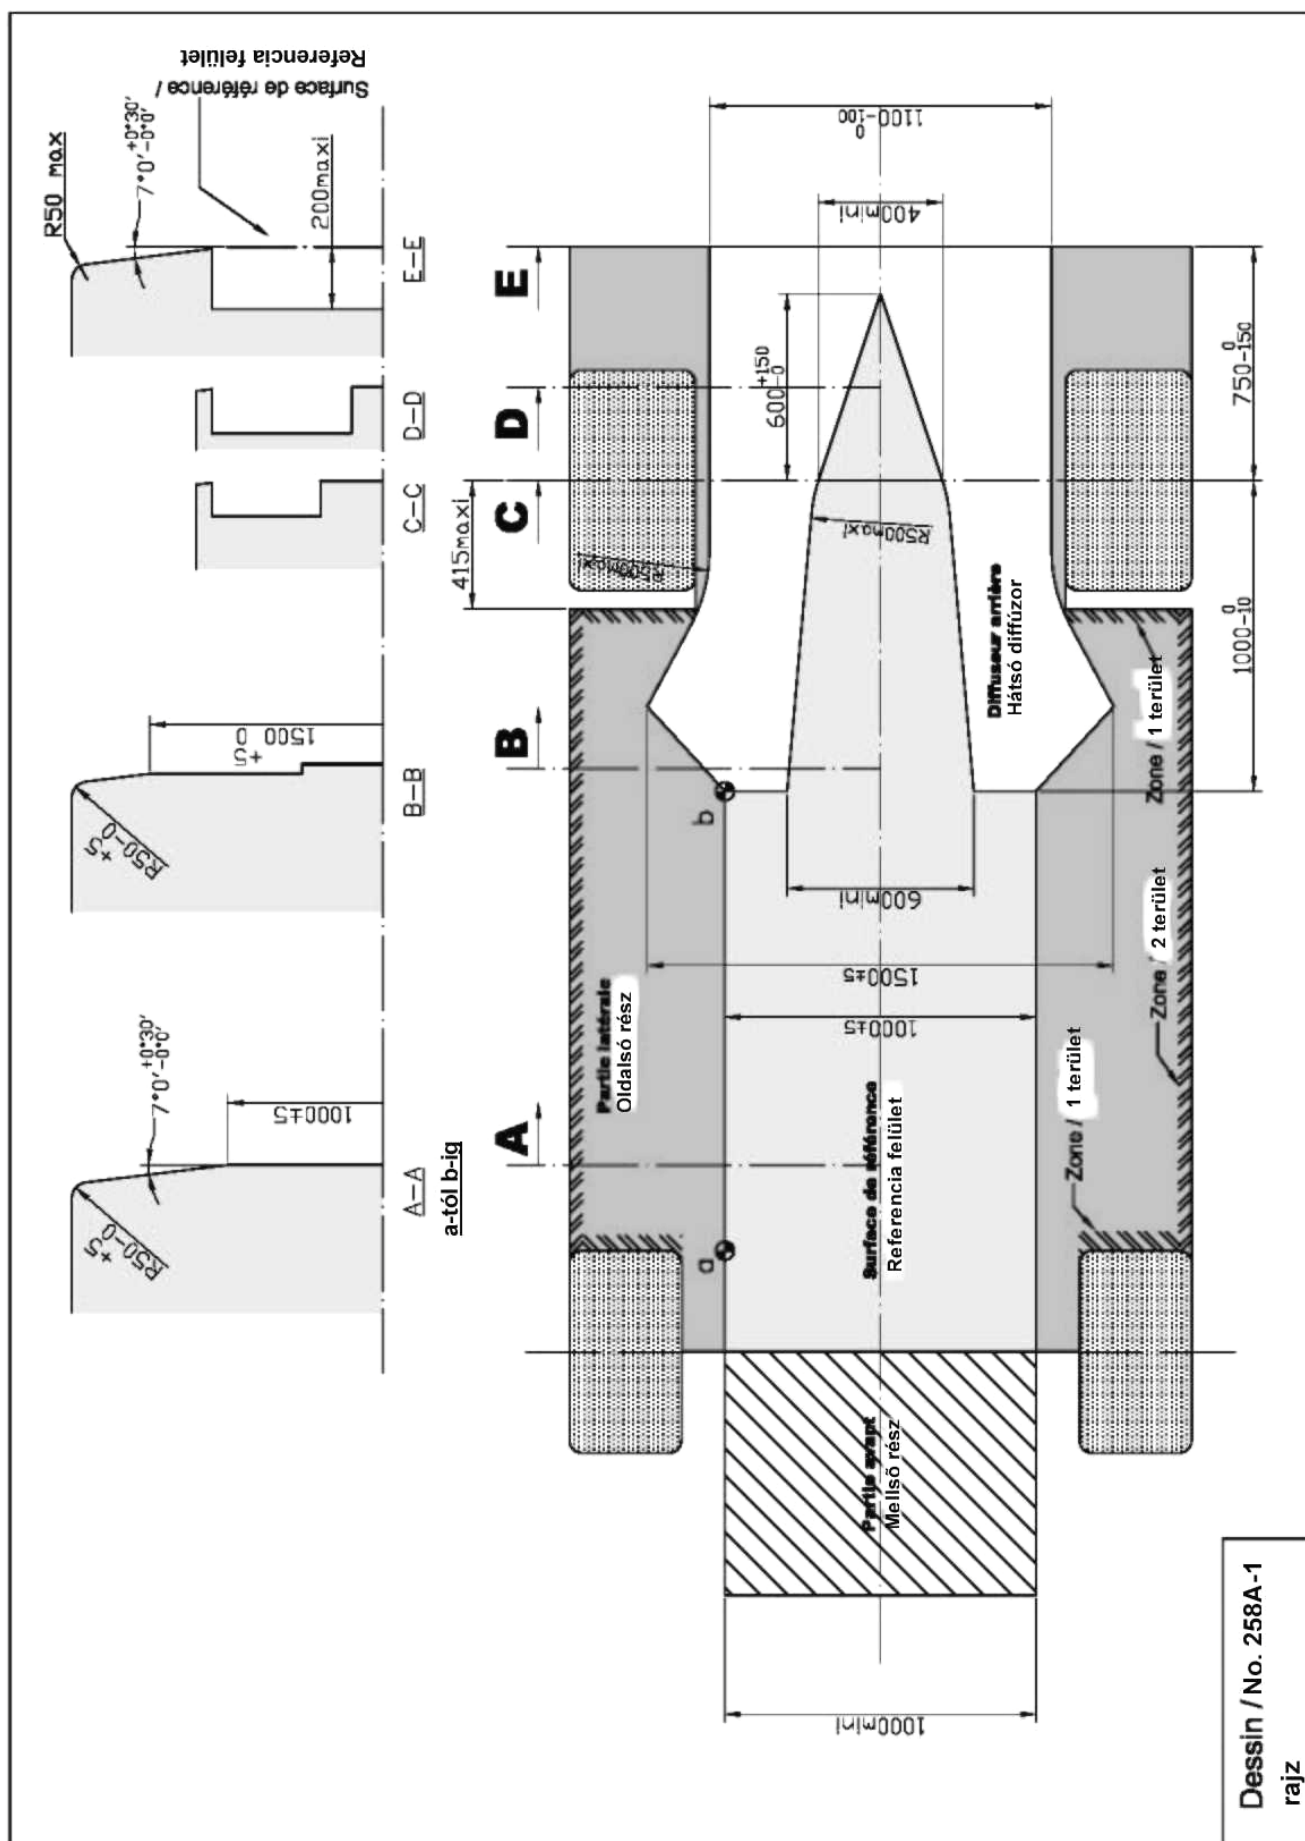 Surface de référence /
Referencia felület
R50 max
7°0′ +0°30′ -0°0′
200maxi
E–E
D–D
C–C
415maxi
1500 +5 0
R50 +5 -0
B–B
7°0′ +0°30′ -0°0′
1000±5
R50 +5 -0
A–A
a-tól b-ig
E
D
C
B
A
1100 0 -100
400mini
600 +150 -0
750 0 -150
R500maxi
R500maxi
1000 0 -10
Diffuseur arrière
Hátsó diffúzor
Zone / 1 terület
b
600mini
Zone / 2 terület
1500±5
Partie latérale
Oldalsó rész
1000±5
Zone / 1 terület
Surface de référence
Referencia felület
a
Partie avant
Mellső rész
1000mini
Dessin / No. 258A-1
rajz